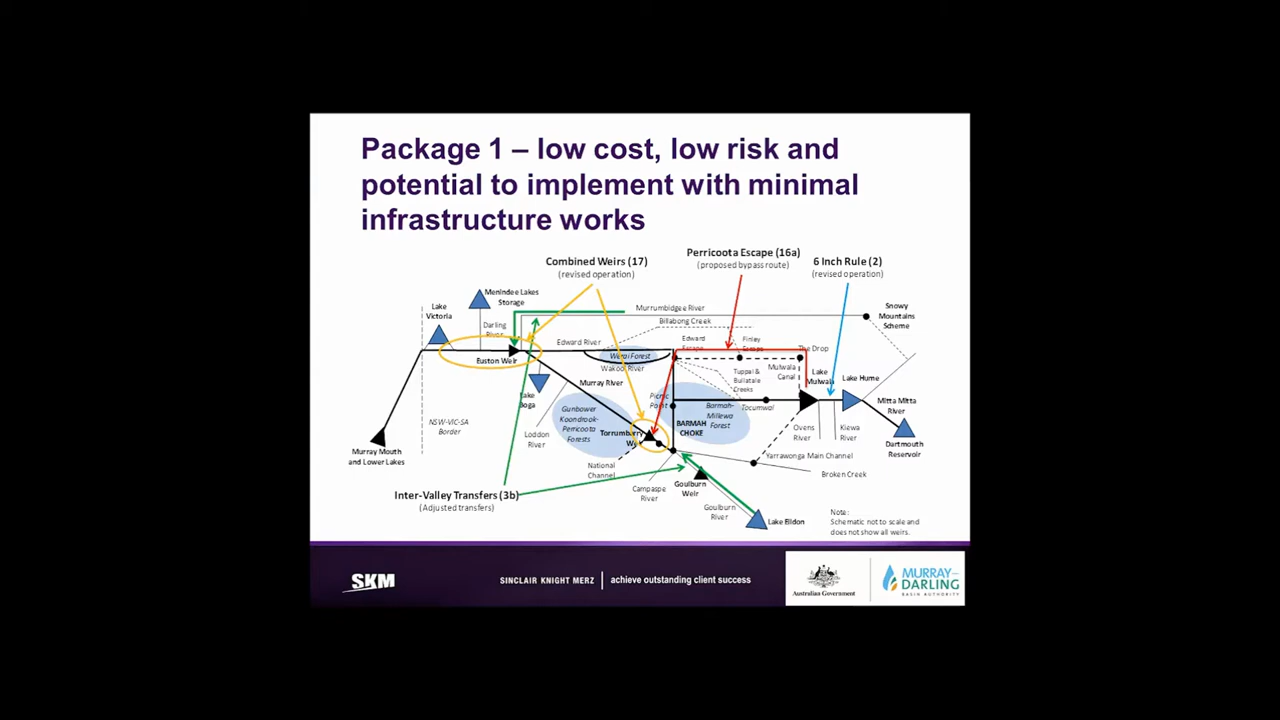 Package 1 – low cost, low risk and
potential to implement with minimal
infrastructure works
Perricoota Escape (16a)
(proposed bypass route)
Combined Weirs (17)
(revised operation)
6 Inch Rule (2)
(revised operation)
Menindee Lakes
Storage
Lake
Victoria
Darling
River
Murrumbidgee River
Billabong Creek
Snowy
Mountains
Scheme
Edward River
Edward
Escape
Finley
Escape
The Drop
Euston Weir
Werai Forest
Wakool River
Mulwala
Canal
Lake
Mulwala
Lake Hume
Tuppal &
Bullatale
Creeks
Murray River
Lake
Boga
Picnic
Point
Tocumwal
Mitta Mitta
River
Gunbower
Koondrook-
Perricoota
Forests
Barmah-
Millewa
Forest
NSW-VIC-SA
Border
Loddon
River
Torrumbarry
Weir
BARMAH
CHOKE
Ovens
River
Kiewa
River
Dartmouth
Reservoir
Murray Mouth
and Lower Lakes
National
Channel
Yarrawonga Main Channel
Broken Creek
Campaspe
River
Goulburn
Weir
Inter-Valley Transfers (3b)
(Adjusted transfers)
Goulburn
River
Lake Eildon
Note:
Schematic not to scale and
does not show all weirs.
SKM
SINCLAIR KNIGHT MERZ
achieve outstanding client success
Australian Government
MURRAY–
DARLING
BASIN AUTHORITY